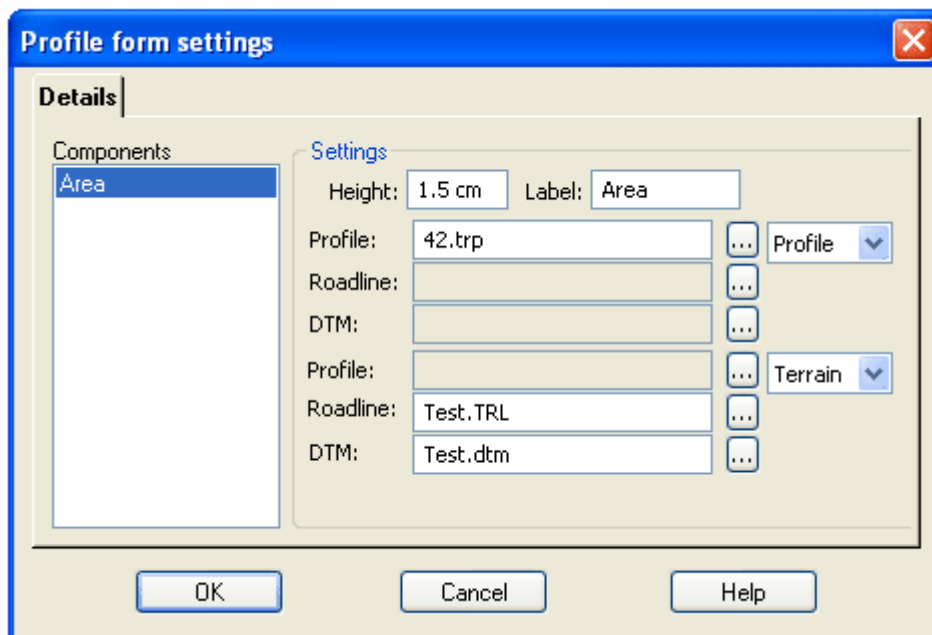 Profile form settings
Details
Components
Settings
Area
Height: 1.5 cm Label: Area
Profile: 42.trp ... Profile
Roadline: ...
DTM: ...
Profile: ... Terrain
Roadline: Test.TRL ...
DTM: Test.dtm ...
OK Cancel Help